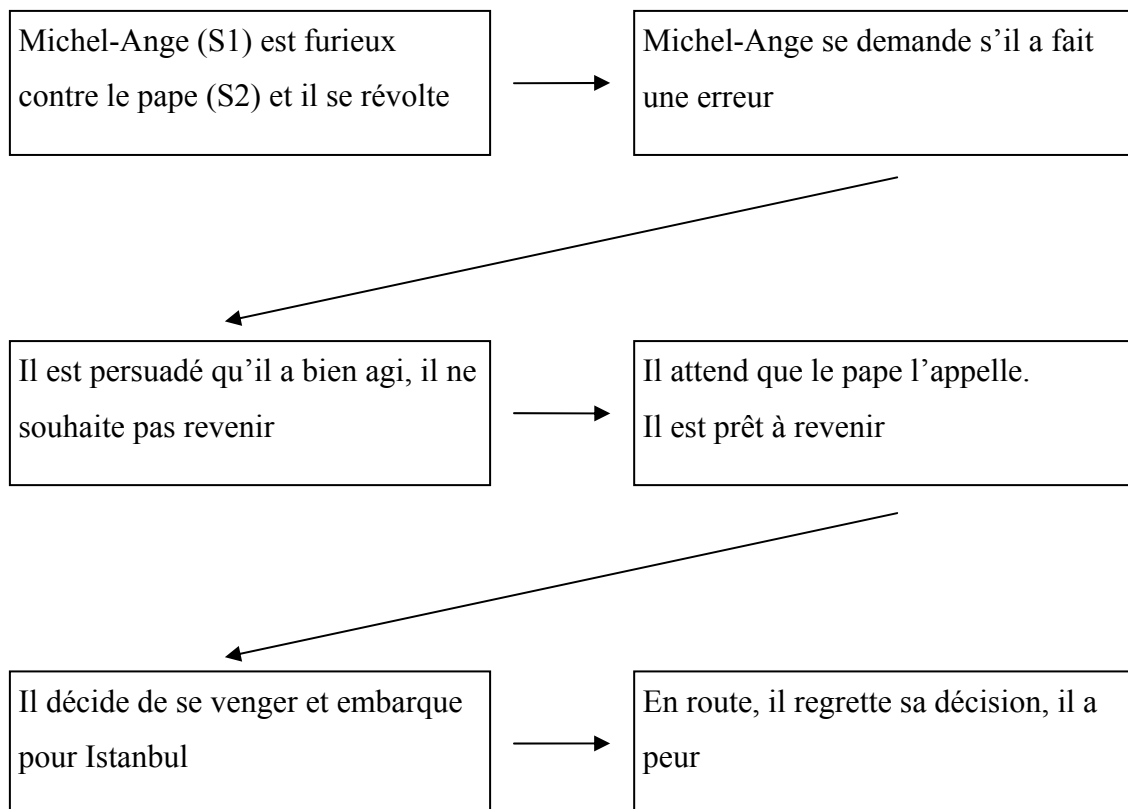 Michel-Ange (S1) est furieux
contre le pape (S2) et il se révolte
Michel-Ange se demande s’il a fait
une erreur
Il est persuadé qu’il a bien agi, il ne
souhaite pas revenir
Il attend que le pape l’appelle.
Il est prêt à revenir
Il décide de se venger et embarque
pour Istanbul
En route, il regrette sa décision, il a
peur